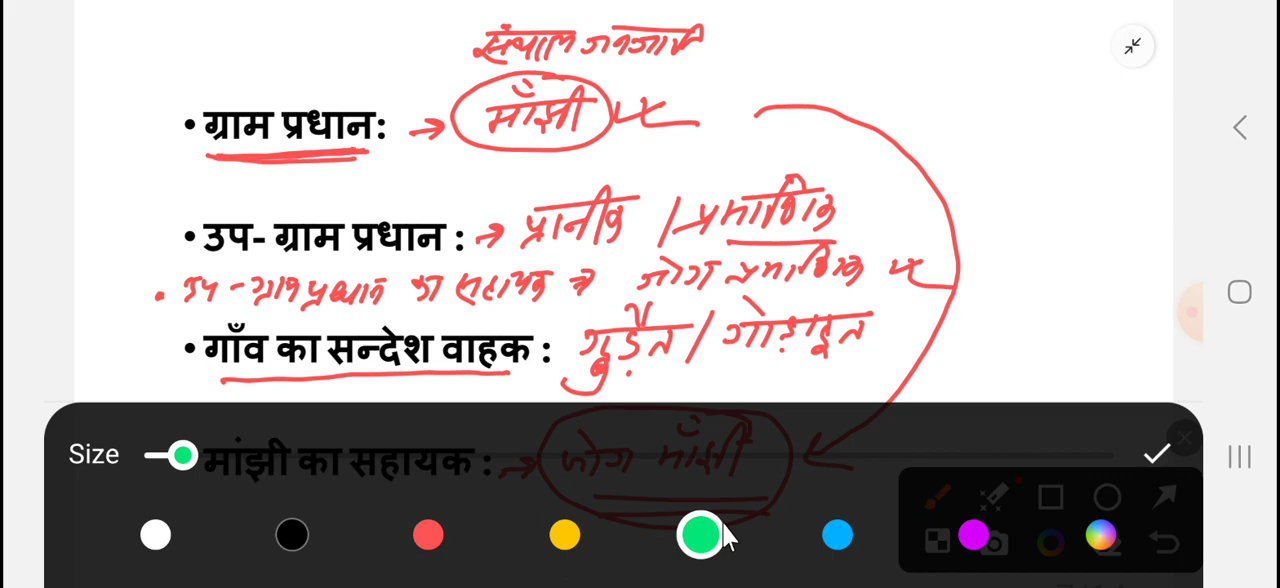 संथाल जनजाति
• ग्राम प्रधान: → माँझी
• उप- ग्राम प्रधान : → प्रानीक / प्रमाणिक
• उप-ग्राम प्रधान का सहायक → जोग प्रमाणिक
• गाँव का सन्देश वाहक : गुड़ैत / गोड़ाइत
मांझी का सहायक : → जोग माँझी
Size